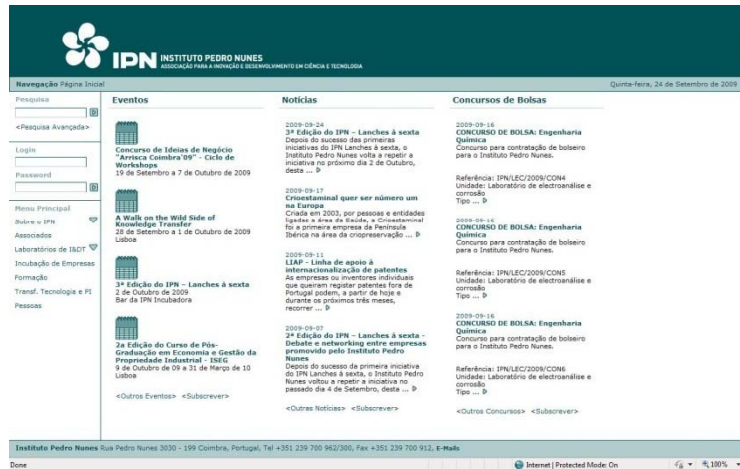 IPN INSTITUTO PEDRO NUNES
ASSOCIAÇÃO PARA A INOVAÇÃO E DESENVOLVIMENTO EM CIÊNCIA E TECNOLOGIA
Navegação Página Inicial
Quinta-feira, 24 de Setembro de 2009
Pesquisa
<Pesquisa Avançada>
Login
Password
Menu Principal
Sobre o IPN
Associados
Laboratórios de I&DT
Incubação de Empresas
Formação
Transf. Tecnologia e PI
Pessoas
Eventos
Concurso de Ideias de Negócio
"Arrisca Coimbra'09" - Ciclo de
Workshops
19 de Setembro a 7 de Outubro de 2009
A Walk on the Wild Side of
Knowledge Transfer
28 de Setembro a 1 de Outubro de 2009
Lisboa
3ª Edição do IPN – Lanches à sexta
2 de Outubro de 2009
Bar da IPN Incubadora
2a Edição do Curso de Pós-
Graduação em Economia e Gestão da
Propriedade Industrial - ISEG
9 de Outubro de 09 a 31 de Março de 10
Lisboa
<Outros Eventos> <Subscrever>
Notícias
2009-09-24
3ª Edição do IPN – Lanches à sexta
Depois do sucesso das primeiras
iniciativas do IPN Lanches à sexta, o
Instituto Pedro Nunes volta a repetir a
iniciativa no próximo dia 2 de Outubro,
desta ...
2009-09-17
Crioestaminal quer ser número um
na Europa
Criada em 2003, por pessoas e entidades
ligadas a área da Saúde, a Crioestaminal
foi a primeira empresa da Península
Ibérica na área da criopreservação ...
2009-09-11
LIAP - Linha de apoio à
internacionalização de patentes
As empresas ou inventores individuais
que queiram registar patentes fora de
Portugal podem, a partir de hoje e
durante os próximos três meses,
recorrer ...
2009-09-07
2ª Edição do IPN – Lanches à sexta -
Debate e networking entre empresas
promovido pelo Instituto Pedro
Nunes
Depois do sucesso da primeira iniciativa
do IPN Lanches à sexta, o Instituto Pedro
Nunes voltou a repetir a iniciativa no
passado dia 4 de Setembro, desta ...
<Outras Notícias> <Subscrever>
Concursos de Bolsas
2009-09-16
CONCURSO DE BOLSA: Engenharia
Química
Concurso para contratação de bolseiro
para o Instituto Pedro Nunes.
Referência: IPN/LEC/2009/CON4
Unidade: Laboratório de electroanálise e
corrosão
Tipo ...
2009-09-16
CONCURSO DE BOLSA: Engenharia
Química
Concurso para contratação de bolseiro
para o Instituto Pedro Nunes.
Referência: IPN/LEC/2009/CON5
Unidade: Laboratório de electroanálise e
corrosão
Tipo ...
2009-09-16
CONCURSO DE BOLSA: Engenharia
Química
Concurso para contratação de bolseiro
para o Instituto Pedro Nunes.
Referência: IPN/LEC/2009/CON6
Unidade: Laboratório de electroanálise e
corrosão
Tipo ...
<Outros Concursos> <Subscrever>
Instituto Pedro Nunes Rua Pedro Nunes 3030 - 199 Coimbra, Portugal, Tel +351 239 700 962/300, Fax +351 239 700 912, E-Mails
Done
Internet | Protected Mode: On
100%